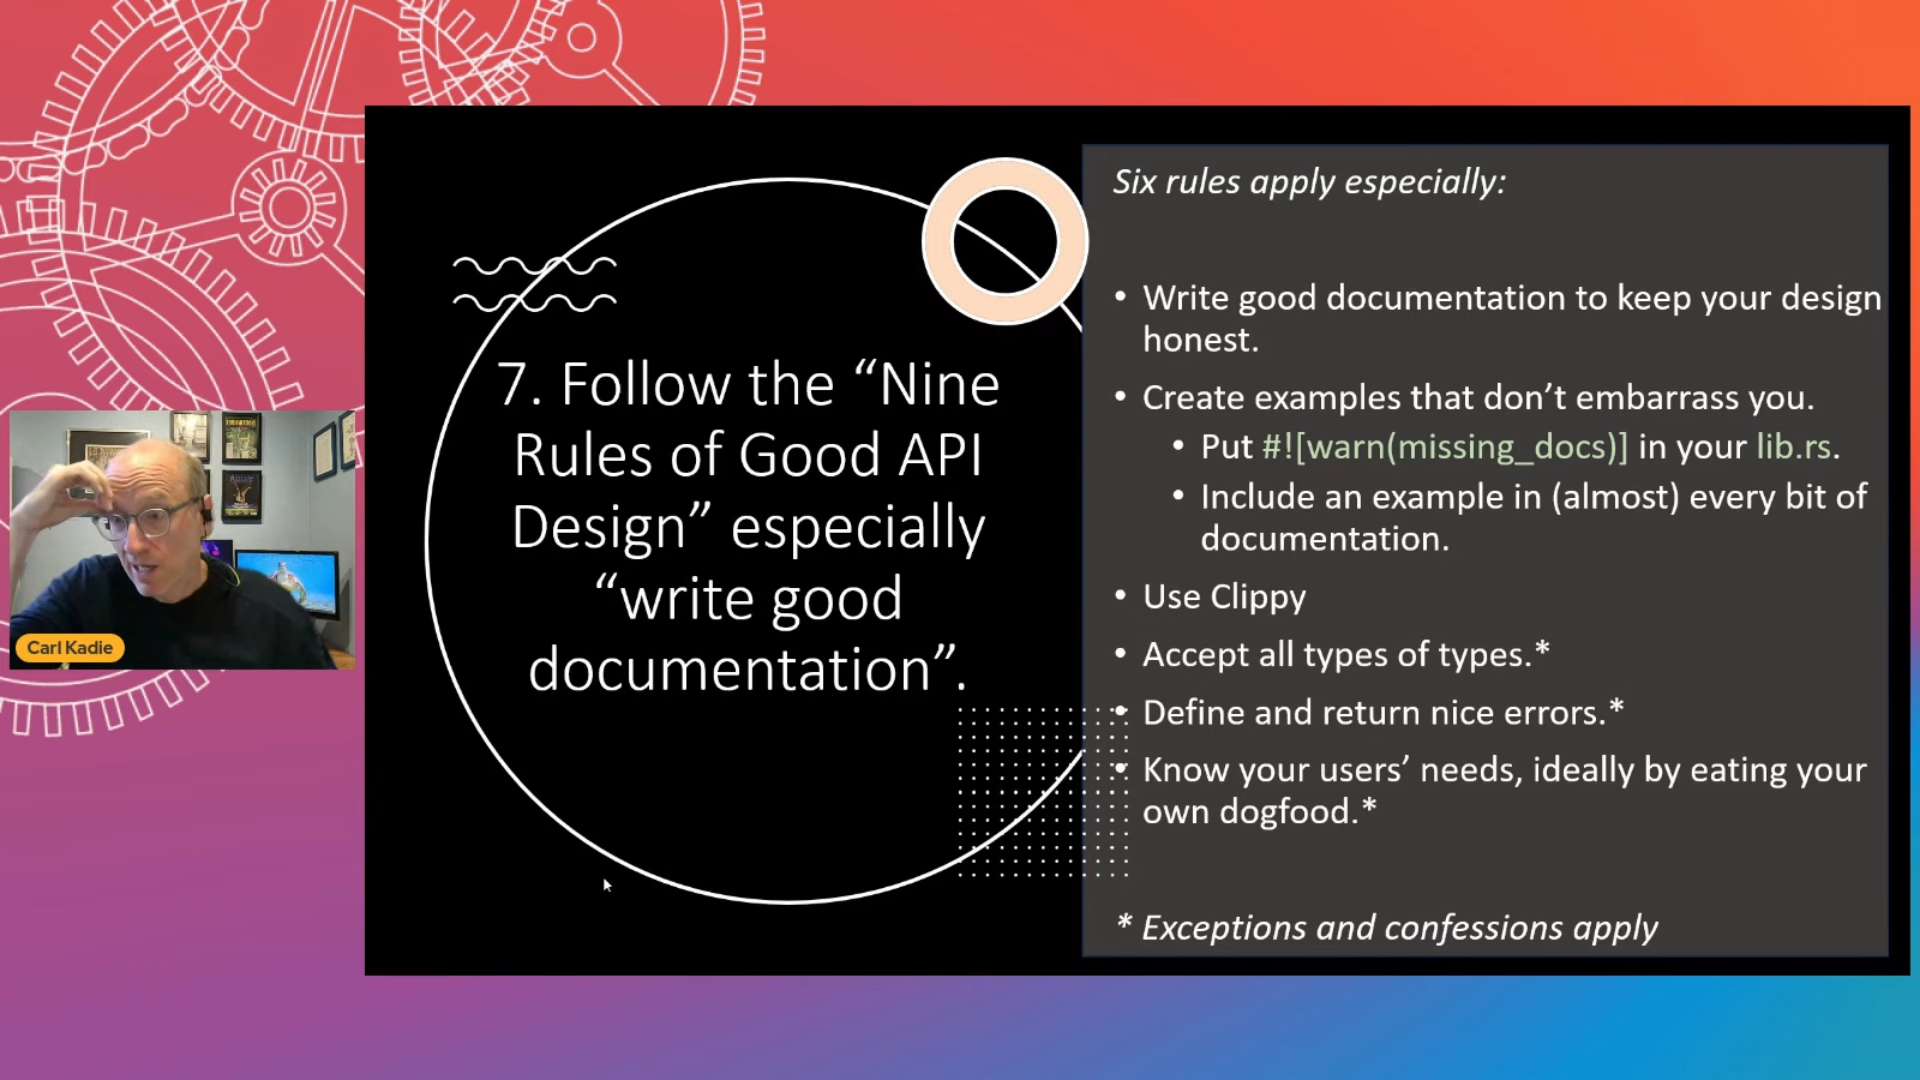 7. Follow the “Nine
Rules of Good API
Design” especially
“write good
documentation”.
Six rules apply especially:
• Write good documentation to keep your design
honest.
• Create examples that don’t embarrass you.
• Put #![warn(missing_docs)] in your lib.rs.
• Include an example in (almost) every bit of
documentation.
• Use Clippy
• Accept all types of types.*
• Define and return nice errors.*
• Know your users’ needs, ideally by eating your
own dogfood.*
* Exceptions and confessions apply
Carl Kadie